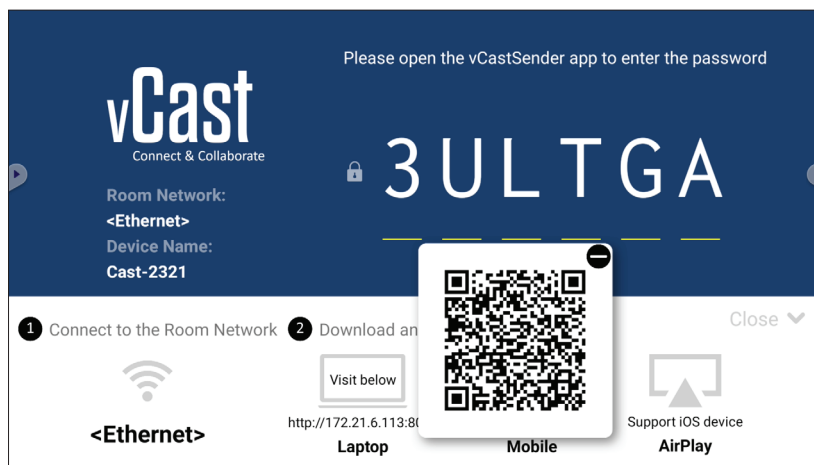 Please open the vCastSender app to enter the password
vCast
Connect & Collaborate
3ULTGA
Room Network:
<Ethernet>
Device Name:
Cast-2321
1 Connect to the Room Network
2 Download an
Close
Visit below
http://172.21.6.113:80
Support iOS device
<Ethernet>
Laptop
Mobile
AirPlay